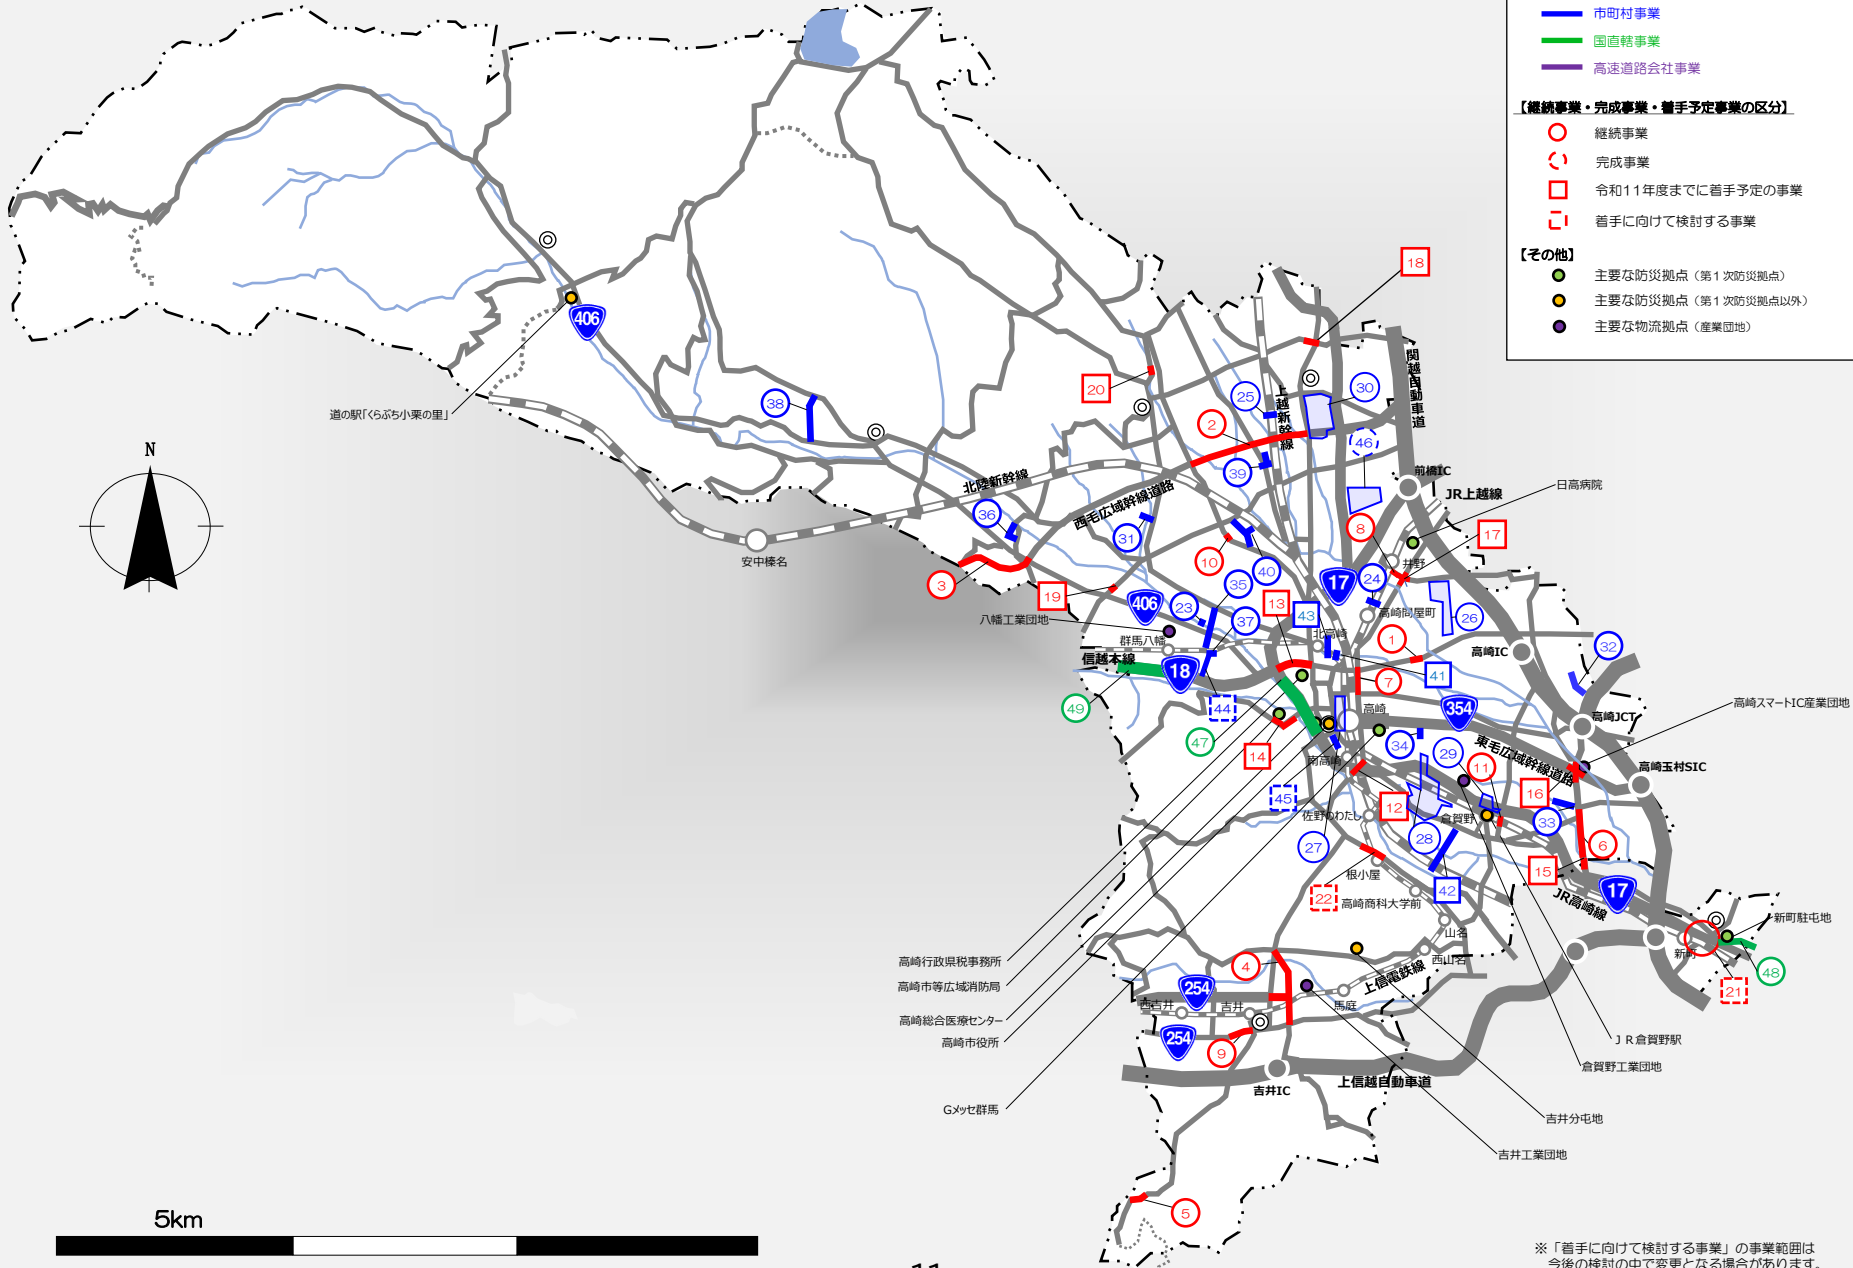 市町村事業
国直轄事業
高速道路会社事業
【継続事業・完成事業・着手予定事業の区分】
継続事業
完成事業
令和11年度までに着手予定の事業
着手に向けて検討する事業
【その他】
主要な防災拠点（第1次防災拠点）
主要な防災拠点（第1次防災拠点以外）
主要な物流拠点（産業団地）
18
406
関越自動車道
20
30
38
25
上越新幹線
道の駅「くらぶち小栗の里」
2
46
N
39
前橋IC
北陸新幹線
日高病院
西毛広域幹線道路
JR上越線
36
8
17
31
安中榛名
10
40
井野
3
35
17
24
19
406
23
13
43
高崎問屋町
26
八幡工業団地
37
北高崎
1
群馬八幡
32
信越本線
高崎IC
18
41
7
49
44
高崎
354
高崎スマートIC産業団地
高崎JCT
47
34
14
南高崎
29
東毛広域幹線道路
11
高崎玉村SIC
45
16
12
佐野のわたし
倉賀野
33
27
28
6
根小屋
15
22
高崎商科大学前
42
17
JR高崎線
新町駐屯地
山名
新町
高崎行政県税事務所
西山名
4
48
高崎市等広域消防局
254
上信電鉄線
21
西吉井
吉井
馬庭
高崎総合医療センター
高崎市役所
254
9
ＪＲ倉賀野駅
倉賀野工業団地
吉井IC
上信越自動車道
Gメッセ群馬
吉井分屯地
吉井工業団地
5
5km
※「着手に向けて検討する事業」の事業範囲は
今後の検討の中で変更となる場合があります。
11